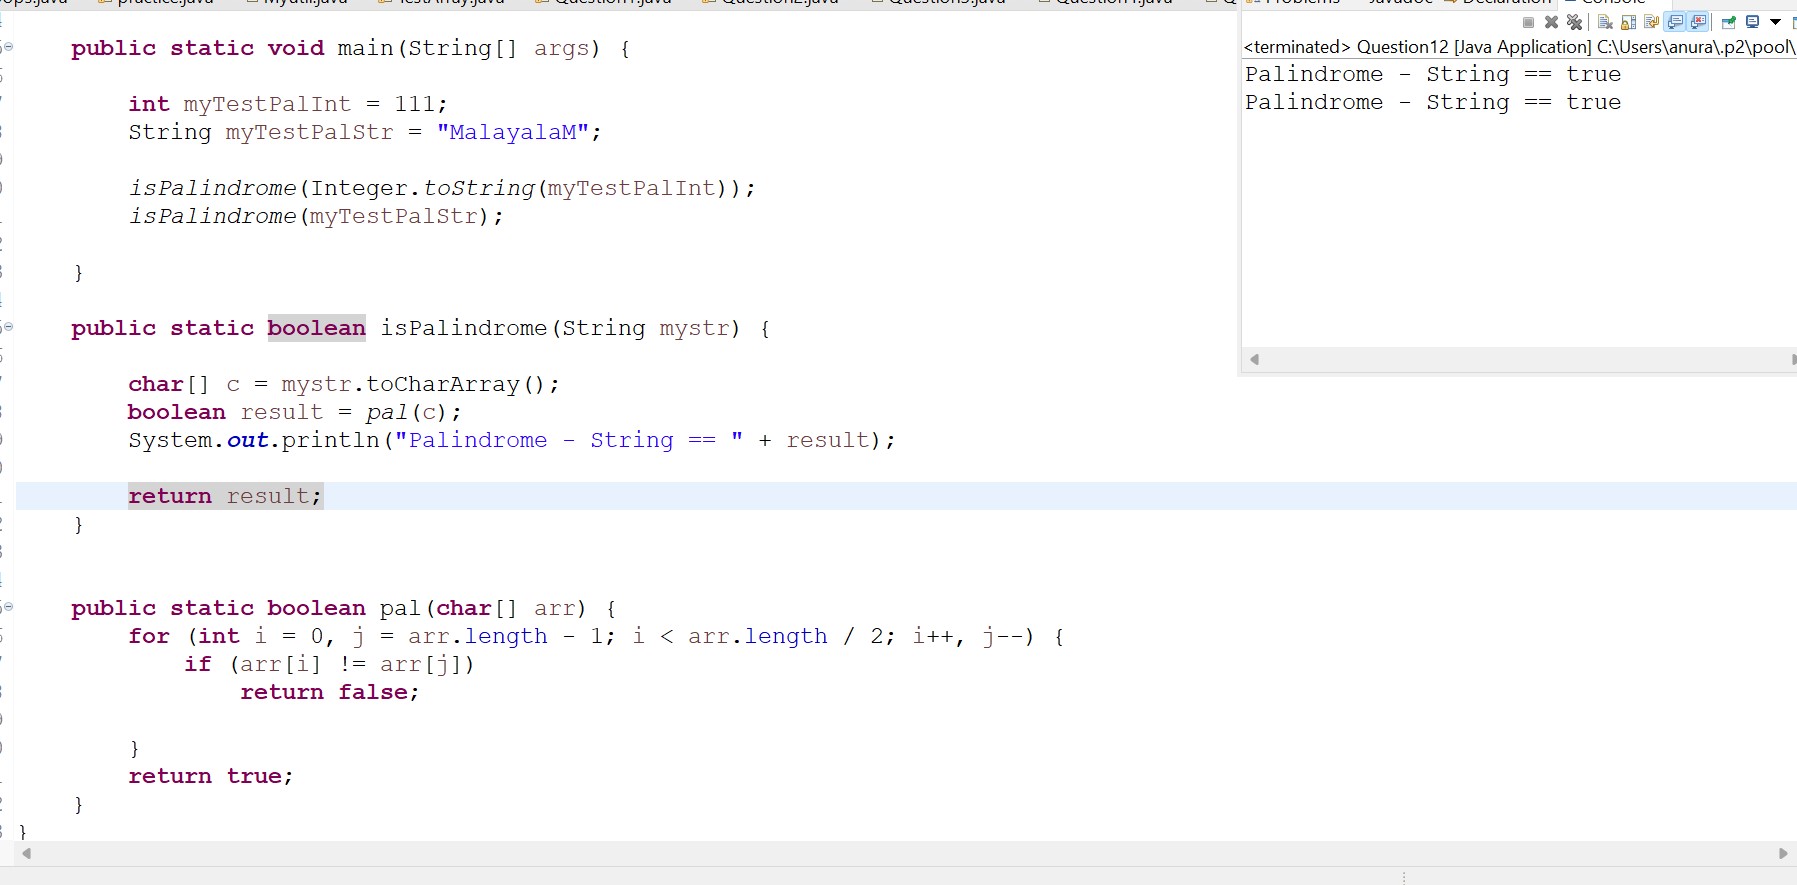 public static void main(String[] args) {
int myTestPalInt = 111;
String myTestPalStr = "MalayalaM";
isPalindrome(Integer.toString(myTestPalInt));
isPalindrome(myTestPalStr);
}
public static boolean isPalindrome(String mystr) {
char[] c = mystr.toCharArray();
boolean result = pal(c);
System.out.println("Palindrome - String == " + result);
return result;
}
public static boolean pal(char[] arr) {
for (int i = 0, j = arr.length - 1; i < arr.length / 2; i++, j--) {
if (arr[i] != arr[j])
return false;
}
return true;
}
}
<terminated> Question12 [Java Application] C:\Users\anura\.p2\pool\
Palindrome - String == true
Palindrome - String == true